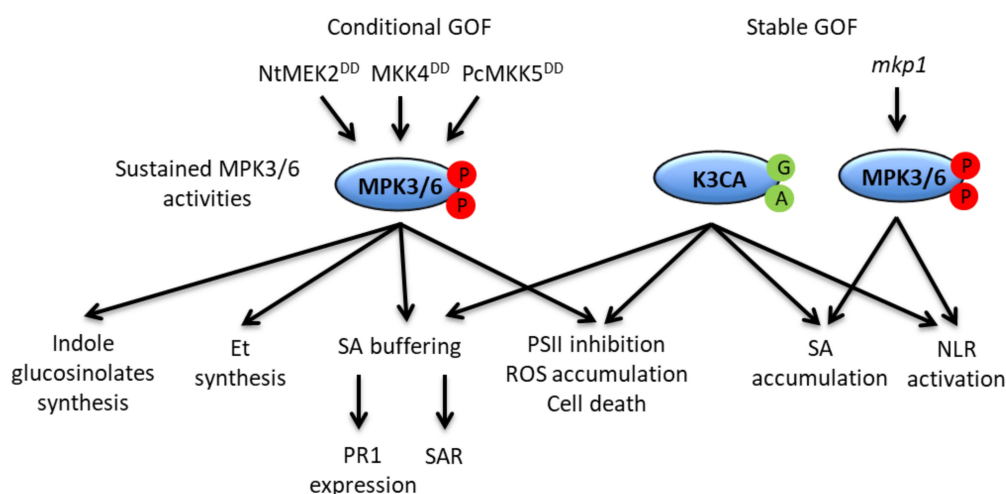 Conditional GOF
Stable GOF
NtMEK2ᴰᴰ MKK4ᴰᴰ PcMKK5ᴰᴰ
mkp1
Sustained MPK3/6
activities
MPK3/6
P
P
K3CA
G
A
MPK3/6
P
P
Indole
glucosinolates
synthesis
Et
synthesis
SA buffering
PSII inhibition
ROS accumulation
Cell death
SA
accumulation
NLR
activation
PR1
expression
SAR